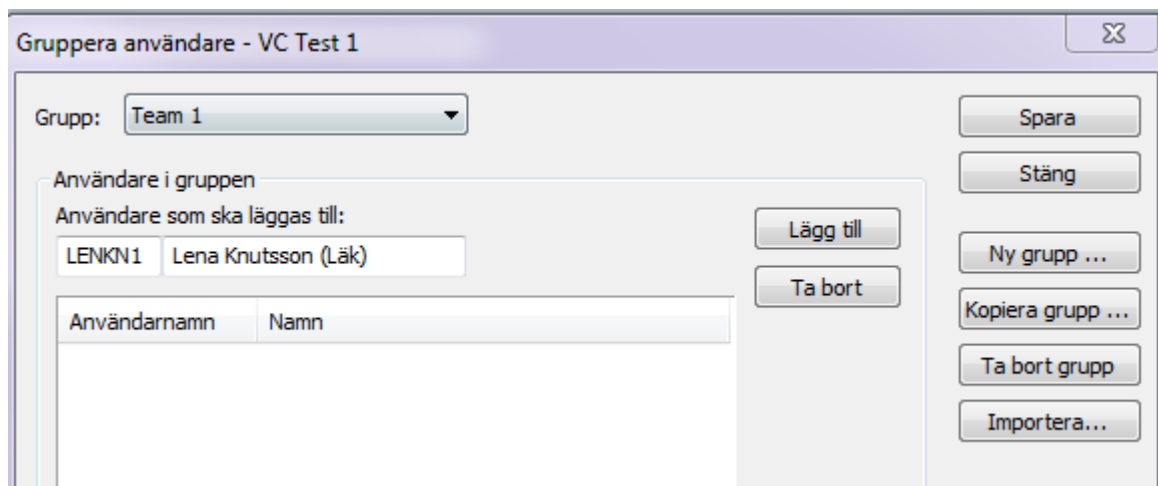 Gruppera användare - VC Test 1
Grupp: Team 1
Spara
Stäng
Användare i gruppen
Användare som ska läggas till:
LENKN1 Lena Knutsson (Läk)
Lägg till
Ta bort
Användarnamn Namn
Ny grupp ...
Kopiera grupp ...
Ta bort grupp
Importera...